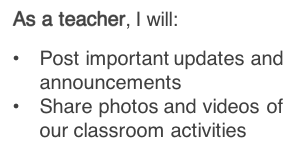 As a teacher, I will:
• Post important updates and
announcements
• Share photos and videos of
our classroom activities